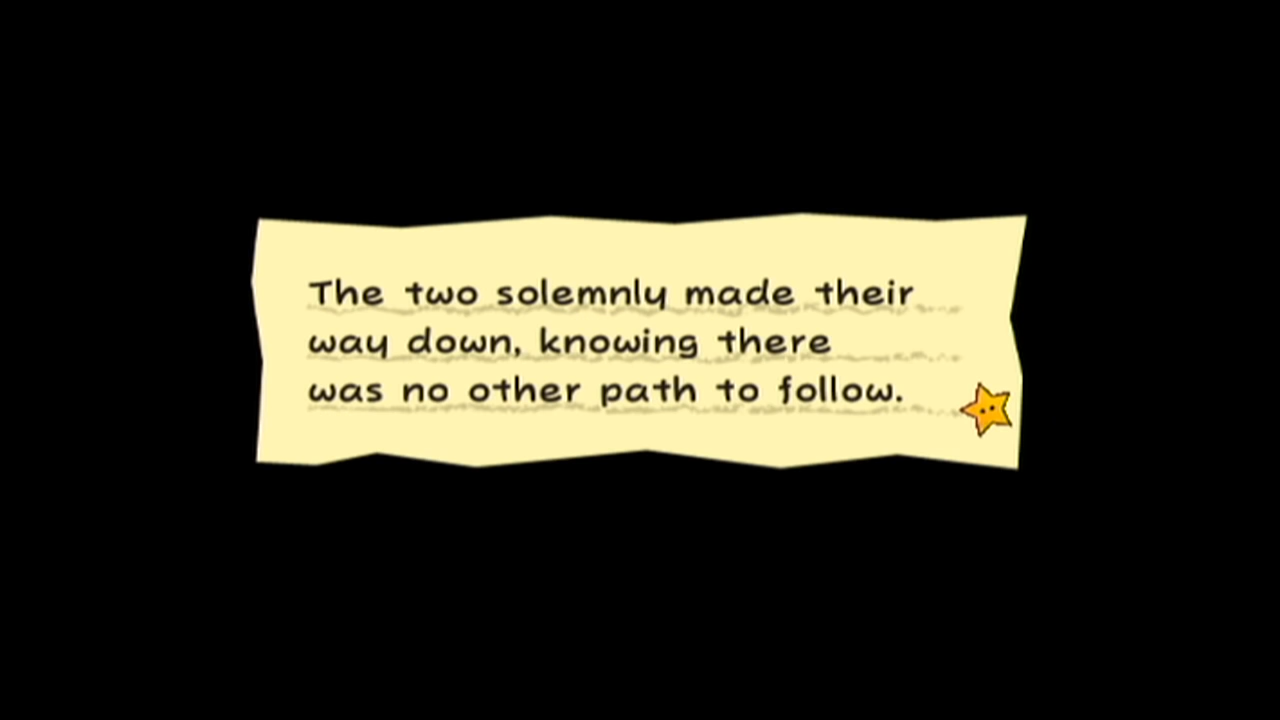 The two solemnly made their
way down, knowing there
was no other path to follow.